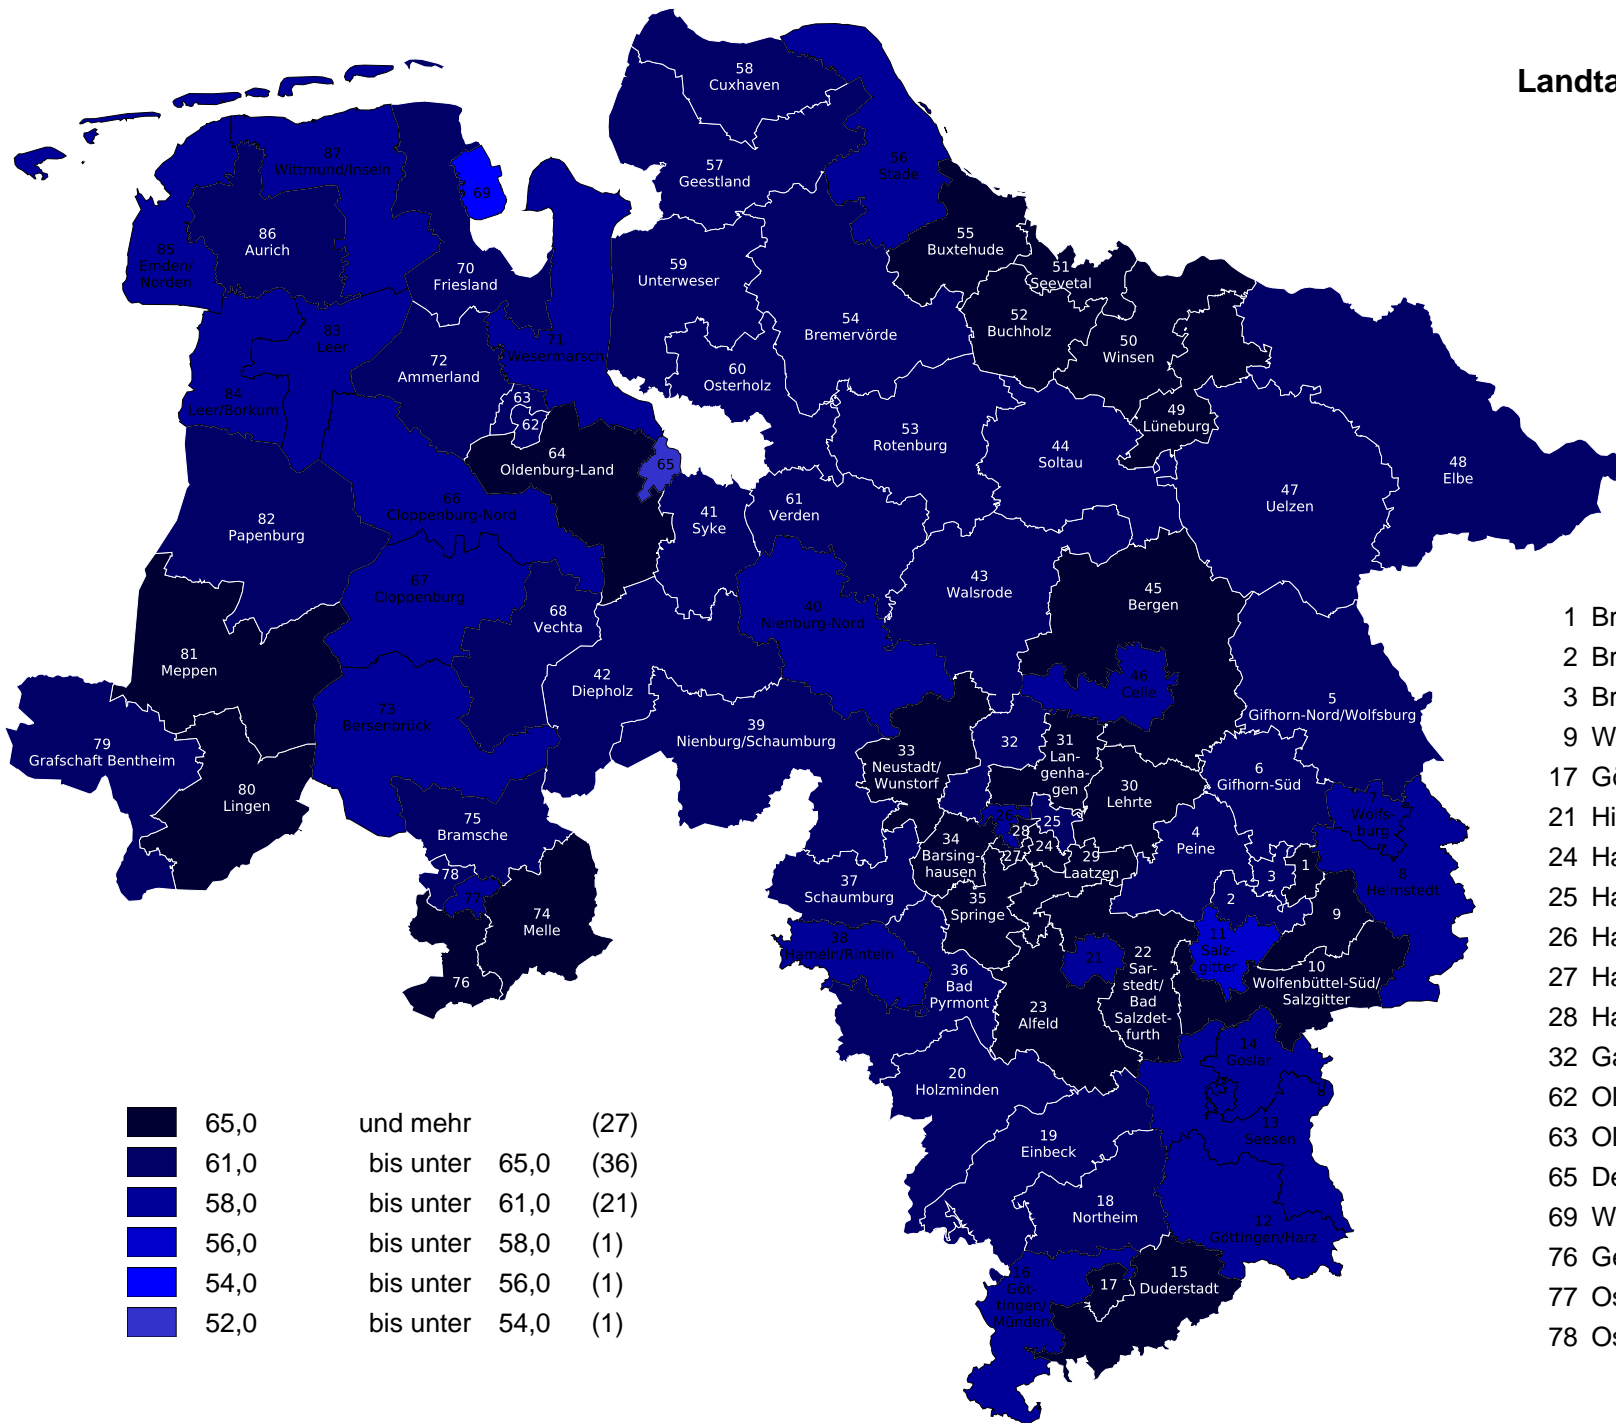 Landta
58
Cuxhaven
87
Wittmund/Inseln
69
57
Geestland
56
Stade
86
Aurich
85
Emden/
Norden
70
Friesland
59
Unterweser
55
Buxtehude
51
Seevetal
83
Leer
72
Ammerland
71
Wesermarsch
54
Bremervörde
52
Buchholz
50
Winsen
84
Leer/Borkum
63
62
60
Osterholz
49
Lüneburg
64
Oldenburg-Land
65
53
Rotenburg
44
Soltau
48
Elbe
47
Uelzen
66
Cloppenburg-Nord
82
Papenburg
41
Syke
61
Verden
67
Cloppenburg
68
Vechta
40
Nienburg-Nord
43
Walsrode
45
Bergen
81
Meppen
42
Diepholz
46
Celle
73
Bersenbrück
39
Nienburg/Schaumburg
5
Gifhorn-Nord/Wolfsburg
79
Grafschaft Bentheim
33
Neustadt/
Wunstorf
32
31
Lan-
genha-
gen
6
Gifhorn-Süd
80
Lingen
30
Lehrte
7
Wolfs-
burg
75
Bramsche
26
28
25
24
27
29
Laatzen
34
Barsing-
hausen
4
Peine
3
1
8
Helmstedt
78
77
37
Schaumburg
35
Springe
2
9
74
Melle
38
Hameln/Rinteln
21
22
Sar-
stedt/
Bad
Salzdet-
furth
11
Salz-
gitter
10
Wolfenbüttel-Süd/
Salzgitter
76
36
Bad
Pyrmont
23
Alfeld
14
Goslar
20
Holzminden
13
Seesen
19
Einbeck
18
Northeim
12
Göttingen/Harz
16
Göt-
tingen/
Münden
17
15
Duderstadt
65,0 und mehr (27)
61,0 bis unter 65,0 (36)
58,0 bis unter 61,0 (21)
56,0 bis unter 58,0 (1)
54,0 bis unter 56,0 (1)
52,0 bis unter 54,0 (1)
1 Br
2 Br
3 Br
9 W
17 Gö
21 Hi
24 Ha
25 Ha
26 Ha
27 Ha
28 Ha
32 Ga
62 Ol
63 Ol
65 De
69 W
76 Ge
77 Os
78 Os